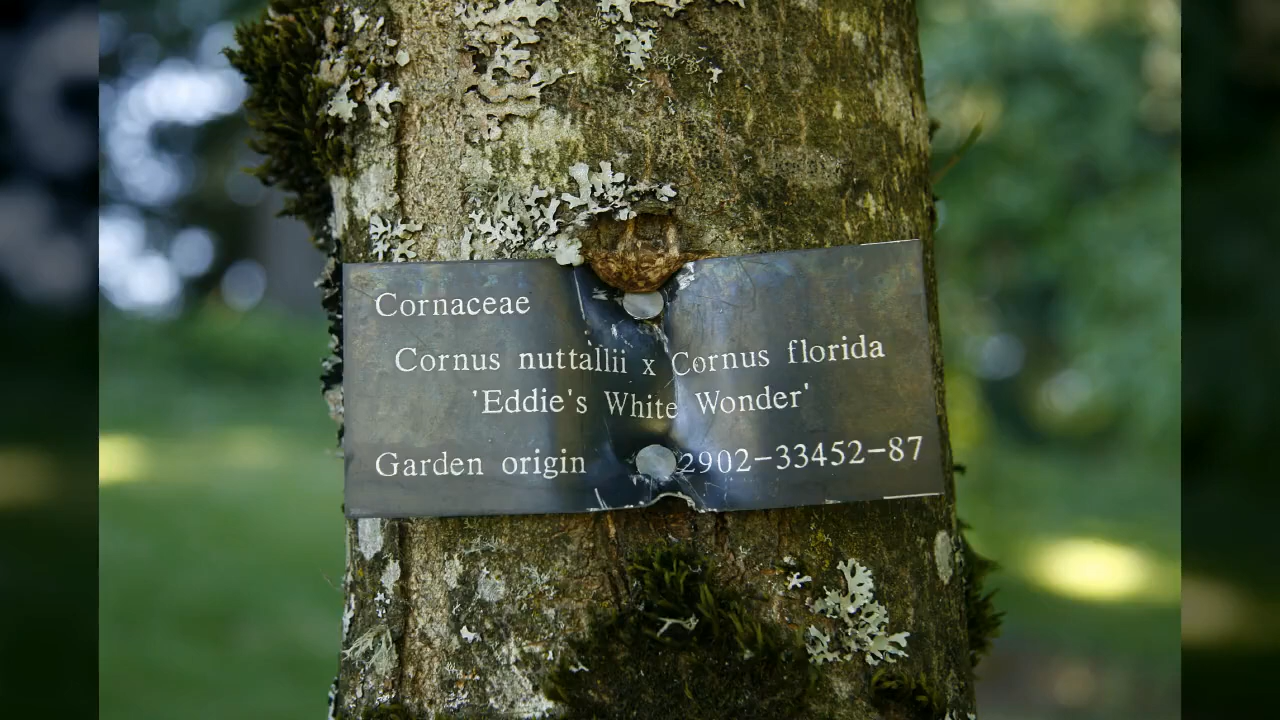 Cornaceae
Cornus nuttallii x Cornus florida
'Eddie's White Wonder'
Garden origin 2902-33452-87